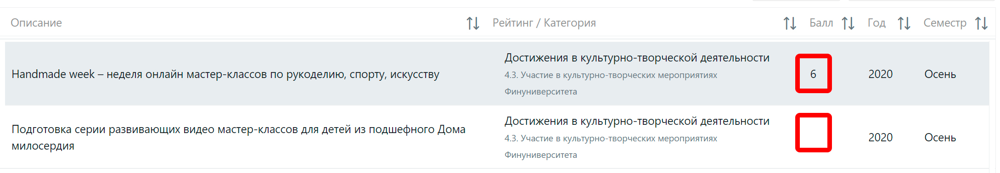 Описание Рейтинг / Категория Балл Год Семестр
Достижения в культурно-творческой деятельности
Handmade week – неделя онлайн мастер-классов по рукоделию, спорту, искусству 4.3. Участие в культурно-творческих мероприятиях 6 2020 Осень
Финуниверситета
Достижения в культурно-творческой деятельности
Подготовка серии развивающих видео мастер-классов для детей из подшефного Дома 4.3. Участие в культурно-творческих мероприятиях 2020 Осень
милосердия Финуниверситета